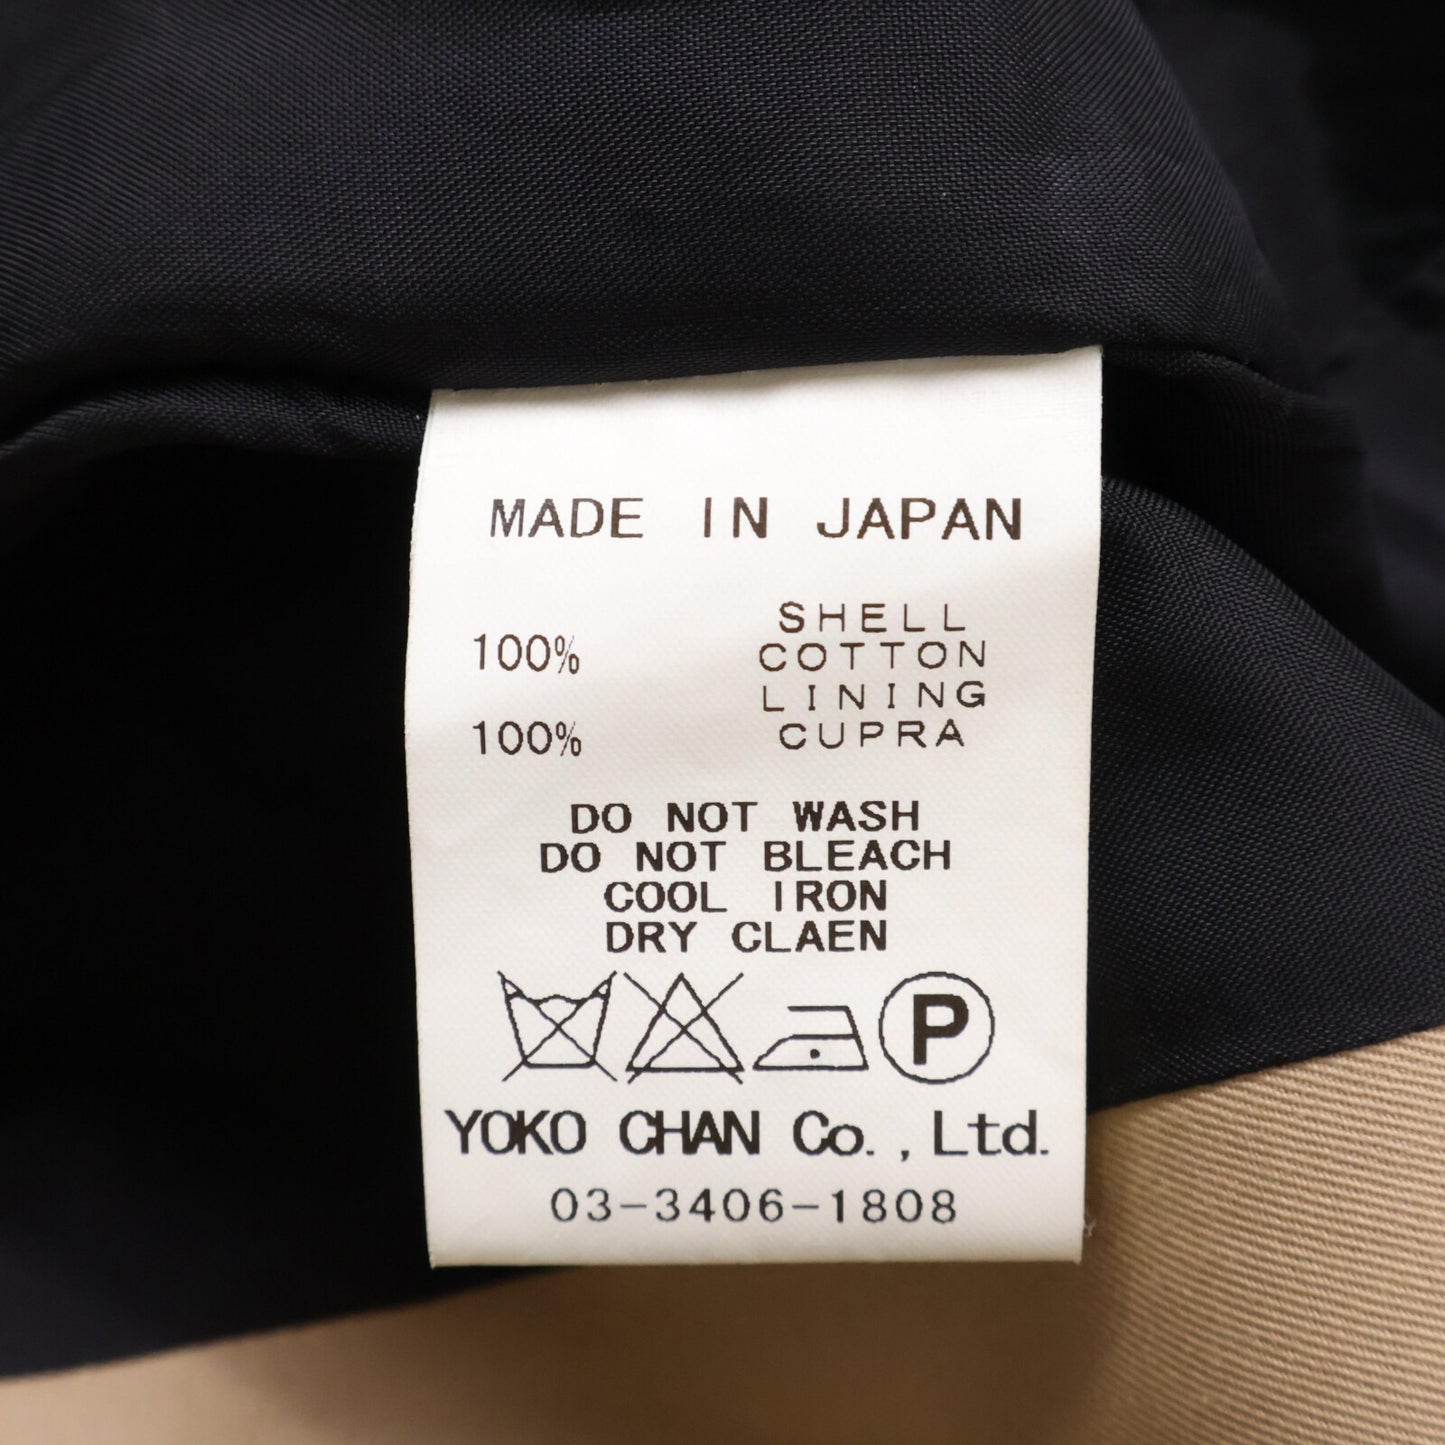 MADE IN JAPAN
SHELL
100% COTTON
LINING
100% CUPRA
DO NOT WASH
DO NOT BLEACH
COOL IRON
DRY CLAEN
P
YOKO CHAN Co., Ltd.
03-3406-1808